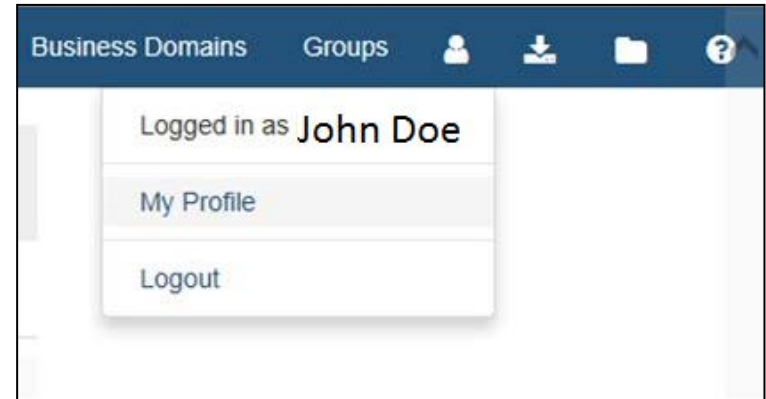 Business Domains Groups
Logged in as John Doe
My Profile
Logout